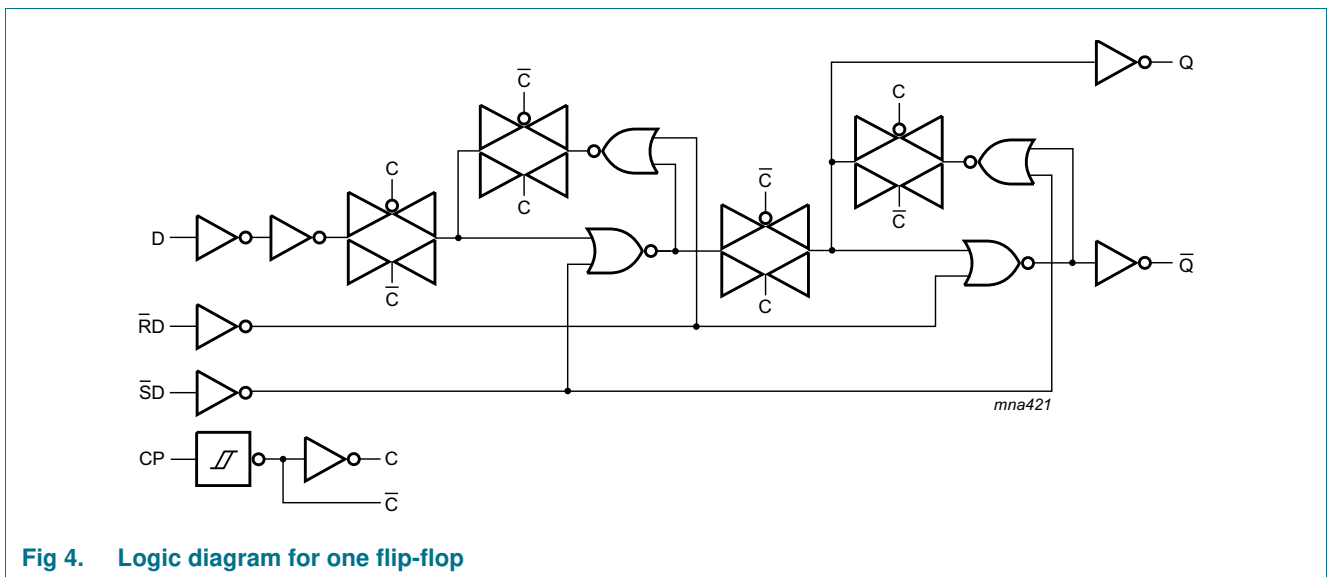 C̅
Q
C
C
C̅
C
D
C̅
C̅
C
Q̅
R̅D
S̅D
mna421
CP
C
C̅
Fig 4. Logic diagram for one flip-flop